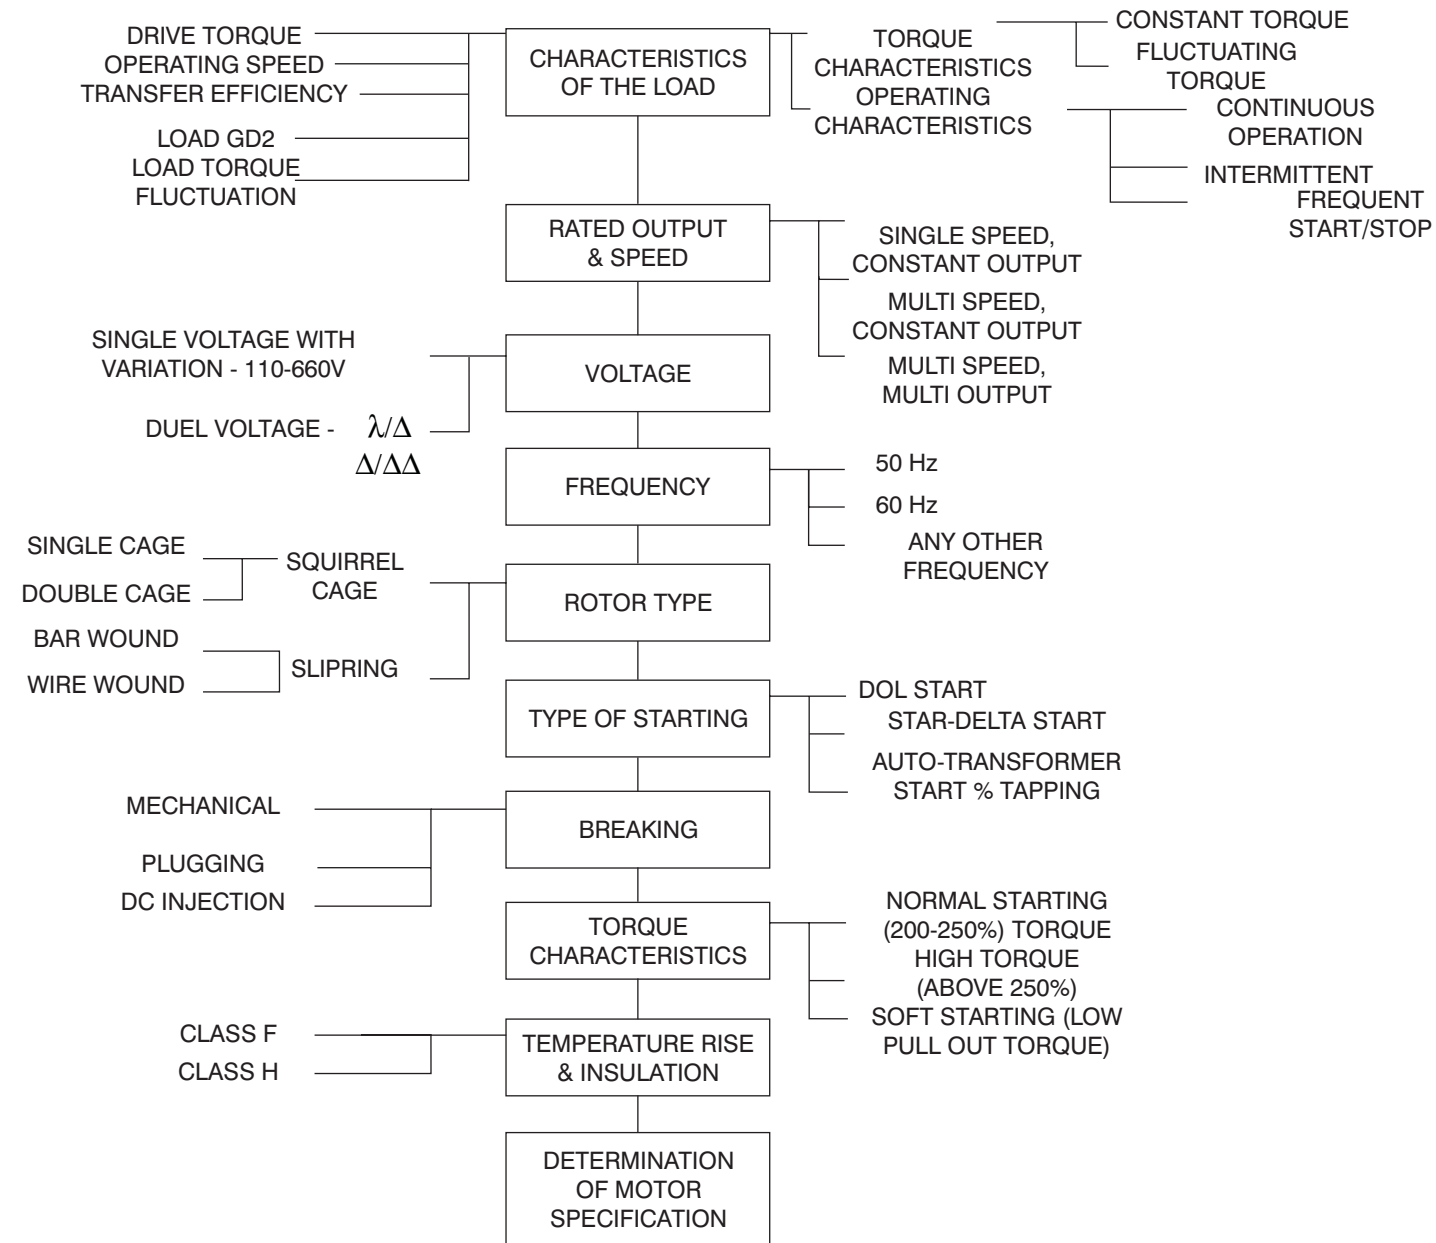 DRIVE TORQUE
OPERATING SPEED
TRANSFER EFFICIENCY
LOAD GD2
LOAD TORQUE
FLUCTUATION
CHARACTERISTICS
OF THE LOAD
TORQUE
CHARACTERISTICS
OPERATING
CHARACTERISTICS
CONSTANT TORQUE
FLUCTUATING
TORQUE
CONTINUOUS
OPERATION
INTERMITTENT
FREQUENT
START/STOP
RATED OUTPUT
& SPEED
SINGLE SPEED,
CONSTANT OUTPUT
MULTI SPEED,
CONSTANT OUTPUT
MULTI SPEED,
MULTI OUTPUT
SINGLE VOLTAGE WITH
VARIATION - 110-660V
DUEL VOLTAGE - λ/Δ
Δ/ΔΔ
VOLTAGE
FREQUENCY
50 Hz
60 Hz
ANY OTHER
FREQUENCY
SINGLE CAGE
DOUBLE CAGE
SQUIRREL
CAGE
BAR WOUND
WIRE WOUND
SLIPRING
ROTOR TYPE
TYPE OF STARTING
DOL START
STAR-DELTA START
AUTO-TRANSFORMER
START % TAPPING
MECHANICAL
PLUGGING
DC INJECTION
BREAKING
TORQUE
CHARACTERISTICS
NORMAL STARTING
(200-250%) TORQUE
HIGH TORQUE
(ABOVE 250%)
SOFT STARTING (LOW
PULL OUT TORQUE)
CLASS F
CLASS H
TEMPERATURE RISE
& INSULATION
DETERMINATION
OF MOTOR
SPECIFICATION